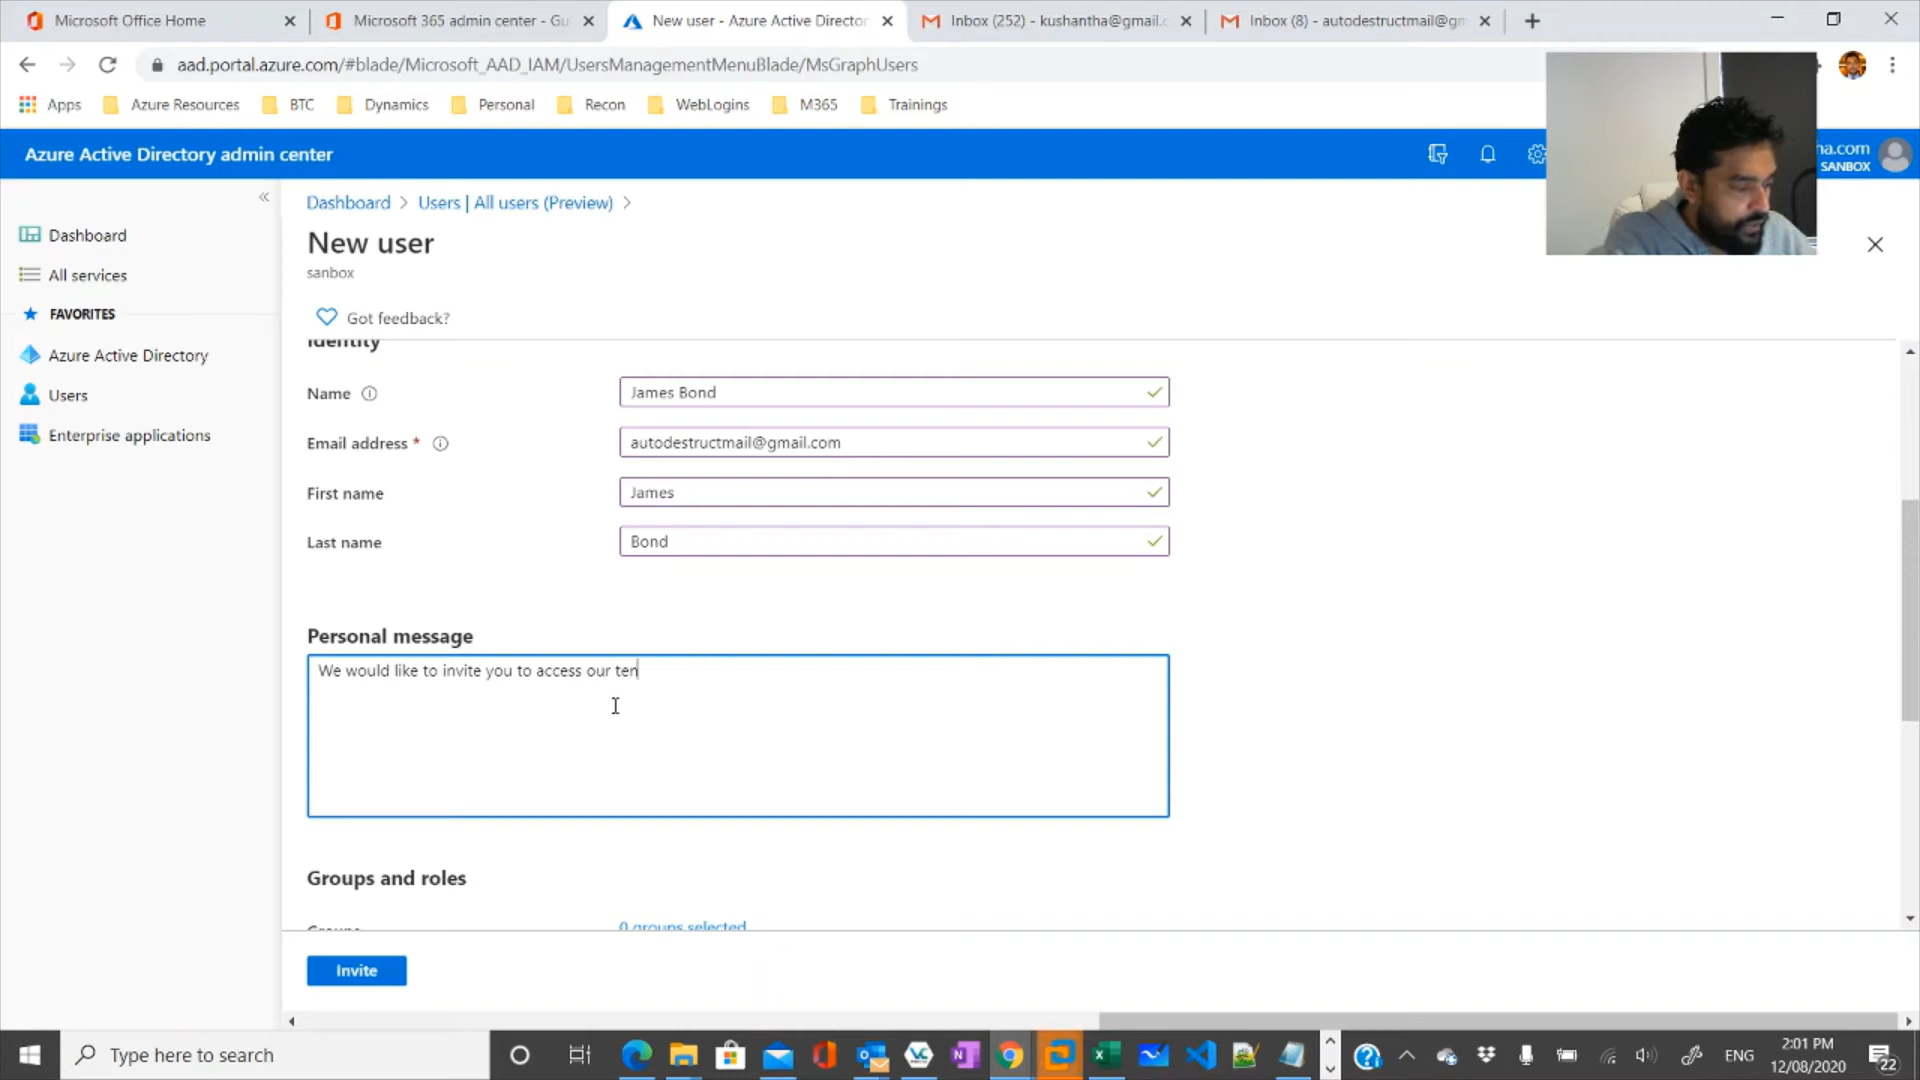 Microsoft Office Home
Microsoft 365 admin center - Gu
New user - Azure Active Director
Inbox (252) - kushantha@gmail.c
Inbox (8) - autodestructmail@gm
aad.portal.azure.com/#blade/Microsoft_AAD_IAM/UsersManagementMenuBlade/MsGraphUsers
Apps
Azure Resources
BTC
Dynamics
Personal
Recon
WebLogins
M365
Trainings
Azure Active Directory admin center
ha.com
SANBOX
Dashboard
All services
FAVORITES
Azure Active Directory
Users
Enterprise applications
Dashboard > Users | All users (Preview) >
New user
sanbox
Got feedback?
Identity
Name
James Bond
Email address *
autodestructmail@gmail.com
First name
James
Last name
Bond
Personal message
We would like to invite you to access our ten
Groups and roles
Groups
0 groups selected
Invite
Type here to search
ENG
2:01 PM
12/08/2020
22